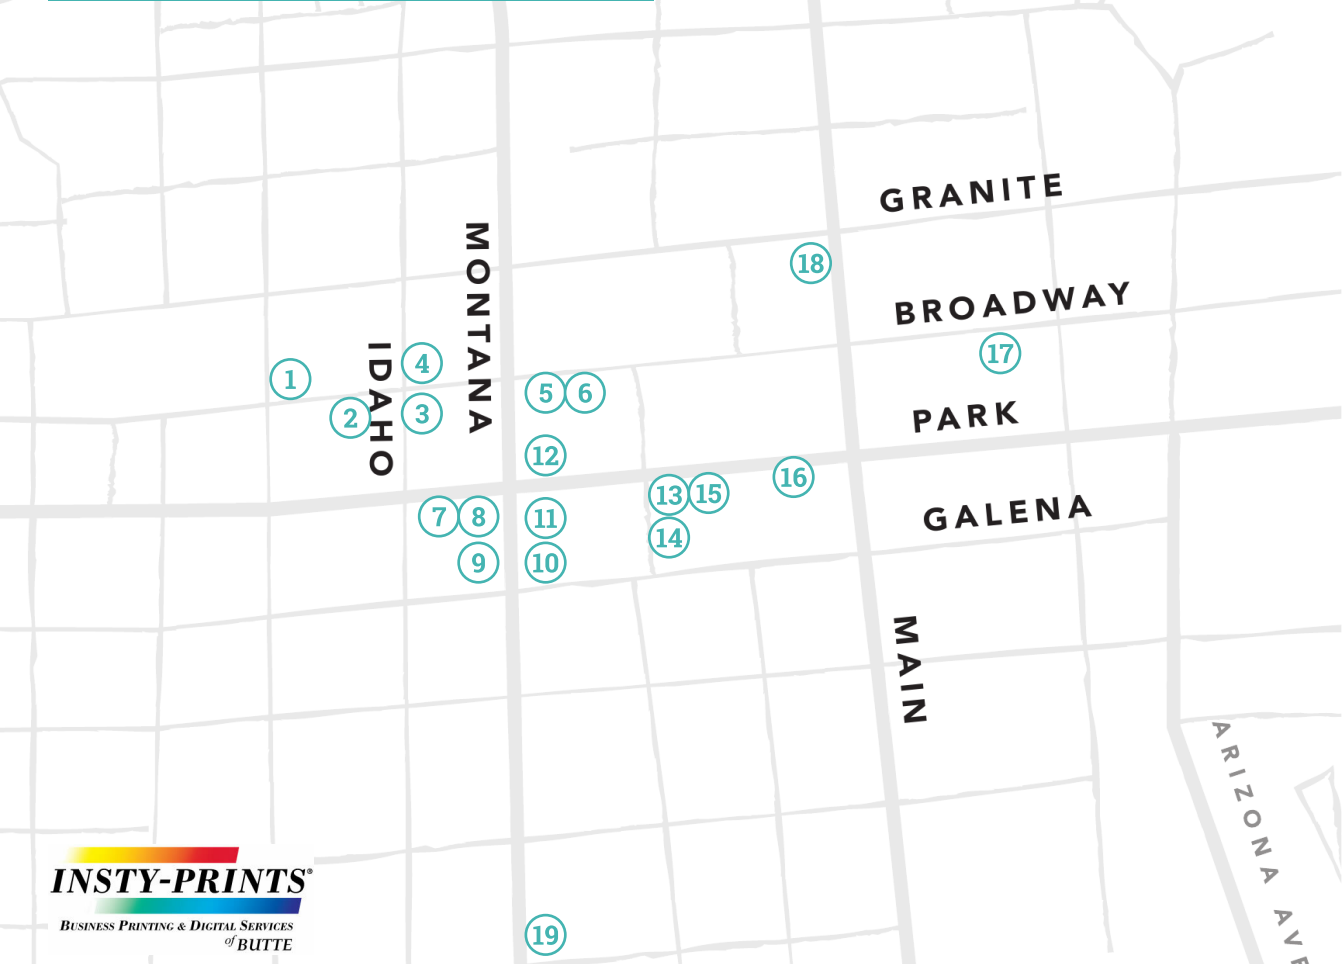 GRANITE
MONTANA
18
BROADWAY
17
IDAHO
4
1
5
6
2
3
PARK
12
16
13
15
7
8
11
GALENA
14
9
10
MAIN
ARIZONA AVE
INSTY-PRINTS®
BUSINESS PRINTING & DIGITAL SERVICES
of BUTTE
19